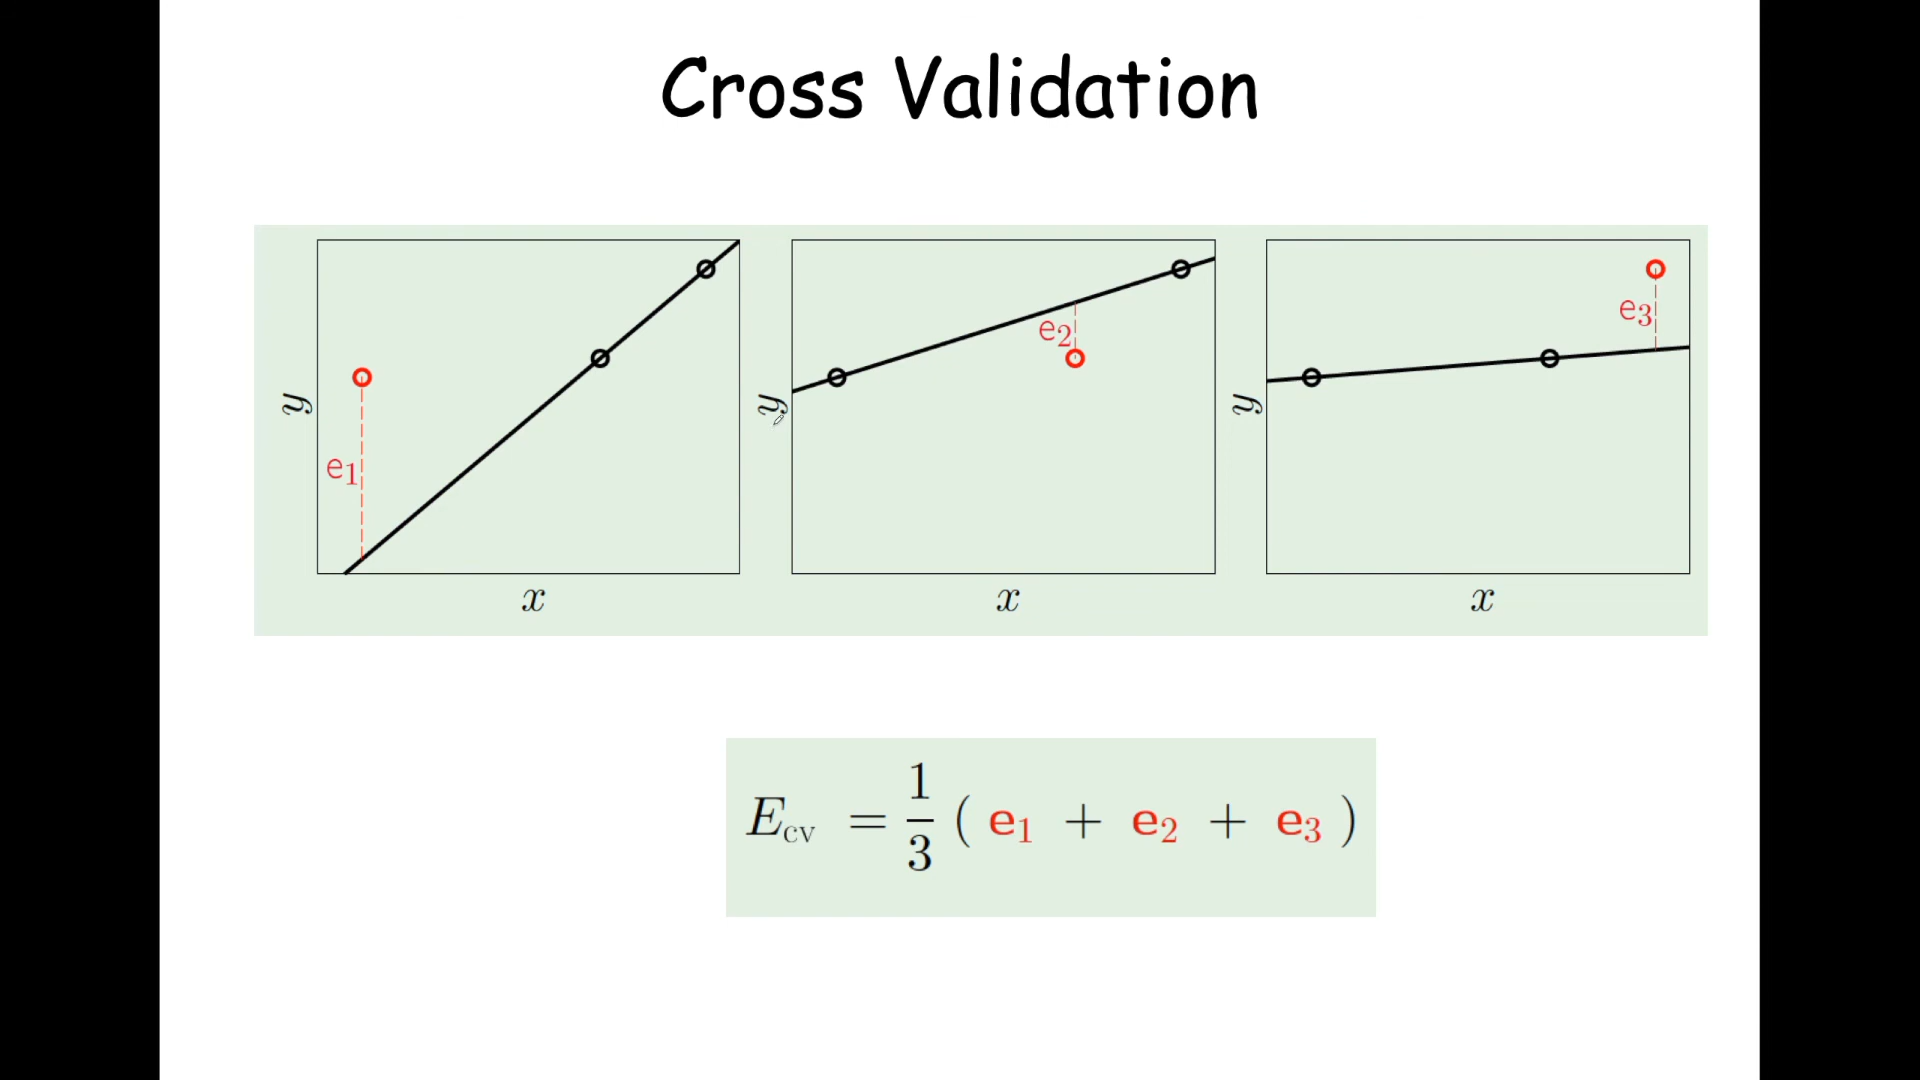 Cross Validation
y e₁ x
y e₂ x
y e₃ x
E_cv = 1/3 ( e₁ + e₂ + e₃ )